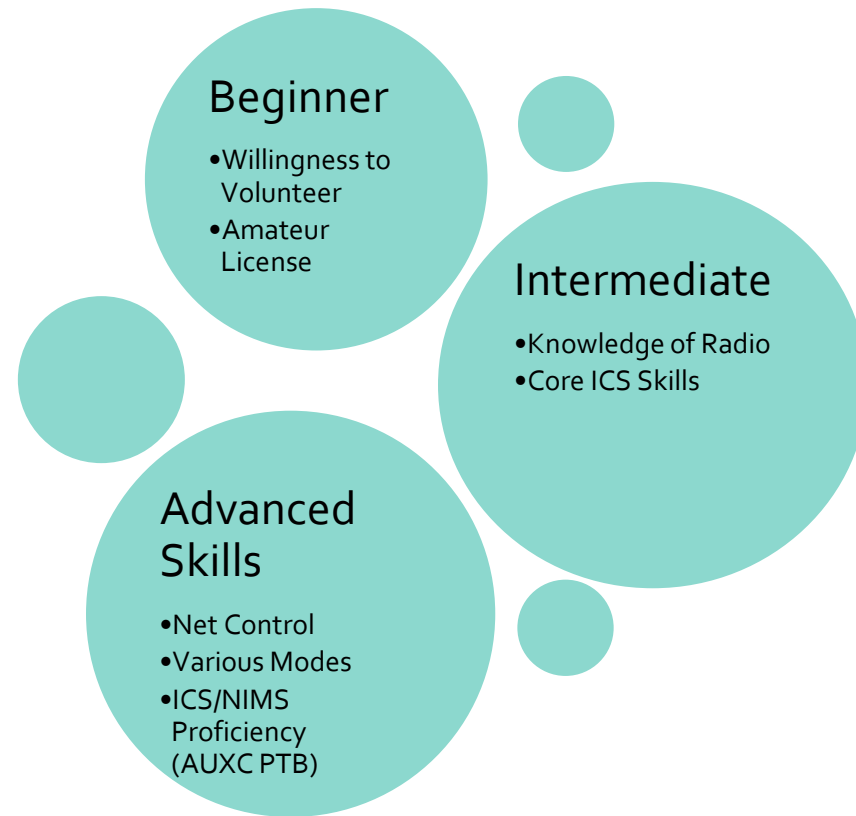 Beginner
•Willingness to
Volunteer
•Amateur
License
Intermediate
•Knowledge of Radio
•Core ICS Skills
Advanced
Skills
•Net Control
•Various Modes
•ICS/NIMS
Proficiency
(AUXC PTB)